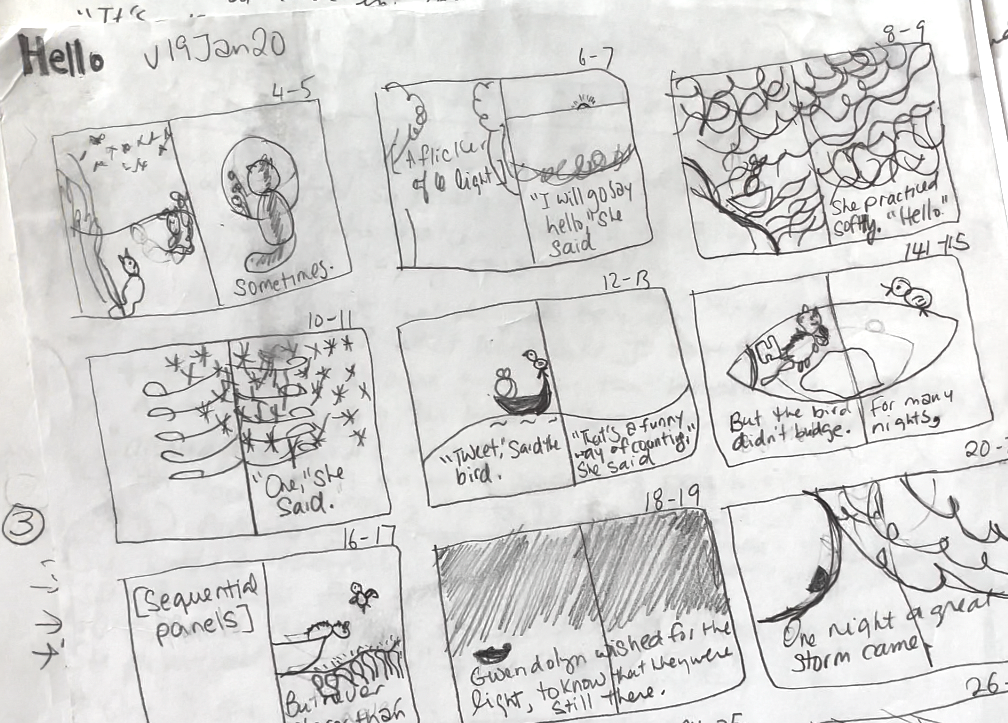 "It's
Hello v19Jan20
4-5
Sometimes.
6-7
[A flicker
of light]
"I will go say
hello," she
said
8-9
She practiced
softly. "Hello."
10-11
"One," she
said.
12-13
"Tweet," said the
bird.
"That's a funny
way of counting,"
she said
14-15
H
But the bird
didn't budge.
For many
nights,
3
16-17
[Sequential
panels]
But never
18-19
Gwendolyn wished for the
light, to know that they were
still there.
20-
One night a great
storm came.
26-